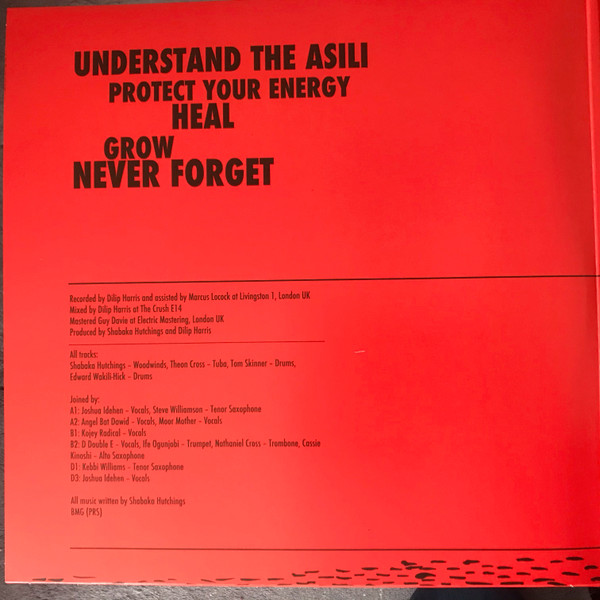 UNDERSTAND THE ASILI
PROTECT YOUR ENERGY
HEAL
GROW
NEVER FORGET
Recorded by Dilip Harris and assisted by Marcus Locock at Livingston 1, London UK
Mixed by Dilip Harris at The Crush E14
Mastered Guy Davie at Electric Mastering, London UK
Produced by Shabaka Hutchings and Dilip Harris
All tracks:
Shabaka Hutchings – Woodwinds, Theon Cross – Tuba, Tom Skinner – Drums,
Edward Wakili-Hick – Drums
Joined by:
A1: Joshua Idehen – Vocals, Steve Williamson – Tenor Saxophone
A2: Angel Bat Dawid – Vocals, Moor Mother – Vocals
B1: Kojey Radical – Vocals
B2: D Double E – Vocals, Ife Ogunjobi – Trumpet, Nathaniel Cross – Trombone, Cassie
Kinoshi – Alto Saxophone
D1: Kebbi Williams – Tenor Saxophone
D3: Joshua Idehen – Vocals
All music written by Shabaka Hutchings
BMG (PRS)